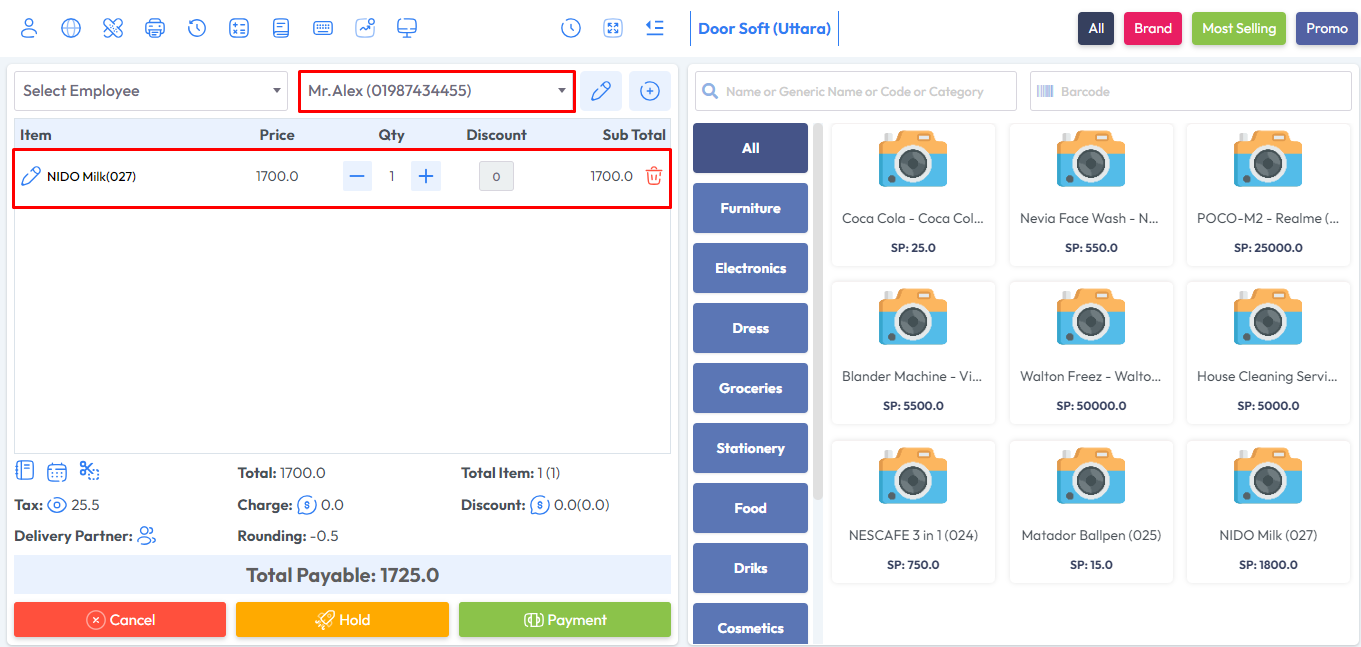 Door Soft (Uttara)
All
Brand
Most Selling
Promo
Select Employee
Mr.Alex (01987434455)
Item Price Qty Discount Sub Total
NIDO Milk(027) 1700.0 1 0 1700.0
Total: 1700.0 Total Item: 1 (1)
Tax: 25.5 Charge: 0.0 Discount: 0.0(0.0)
Delivery Partner: Rounding: -0.5
Total Payable: 1725.0
Cancel
Hold
Payment
Name or Generic Name or Code or Category
Barcode
All
Furniture
Electronics
Dress
Groceries
Stationery
Food
Driks
Cosmetics
Coca Cola - Coca Col...
SP: 25.0
Nevia Face Wash - N...
SP: 550.0
POCO-M2 - Realme (...
SP: 25000.0
Blander Machine - Vi...
SP: 5500.0
Walton Freez - Walto...
SP: 50000.0
House Cleaning Servi...
SP: 5000.0
NESCAFE 3 in 1 (024)
SP: 750.0
Matador Ballpen (025)
SP: 15.0
NIDO Milk (027)
SP: 1800.0